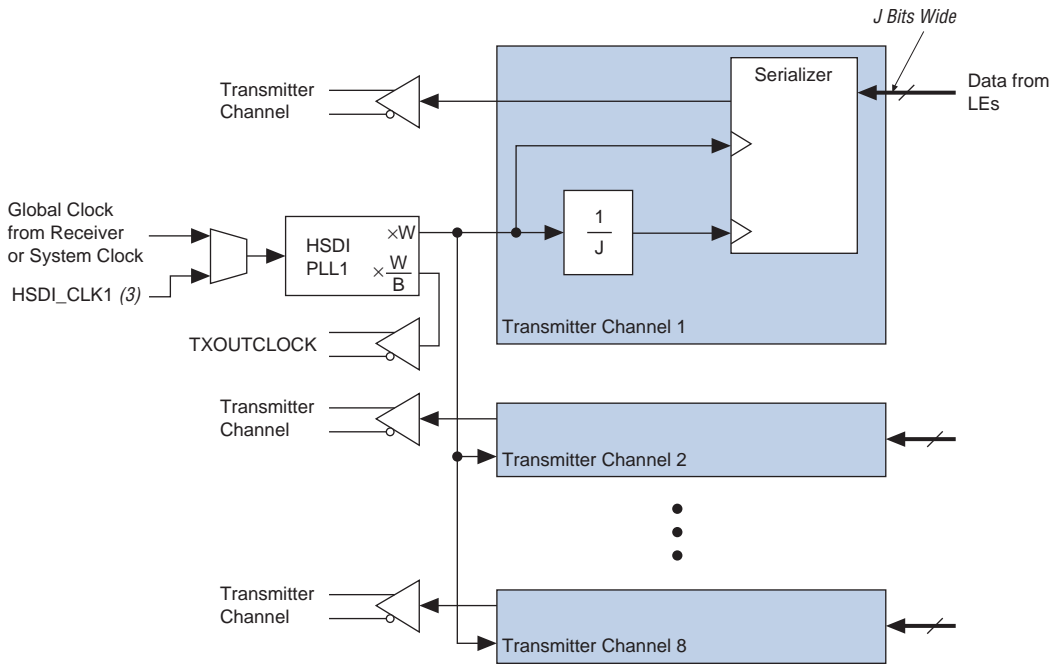 J Bits Wide
Serializer
Data from
LEs
Transmitter
Channel
Global Clock
from Receiver
or System Clock
HSDI_CLK1 (3)
HSDI
PLL1
×W
×W/B
1
J
TXOUTCLOCK
Transmitter Channel 1
Transmitter
Channel
Transmitter Channel 2
Transmitter
Channel
Transmitter Channel 8